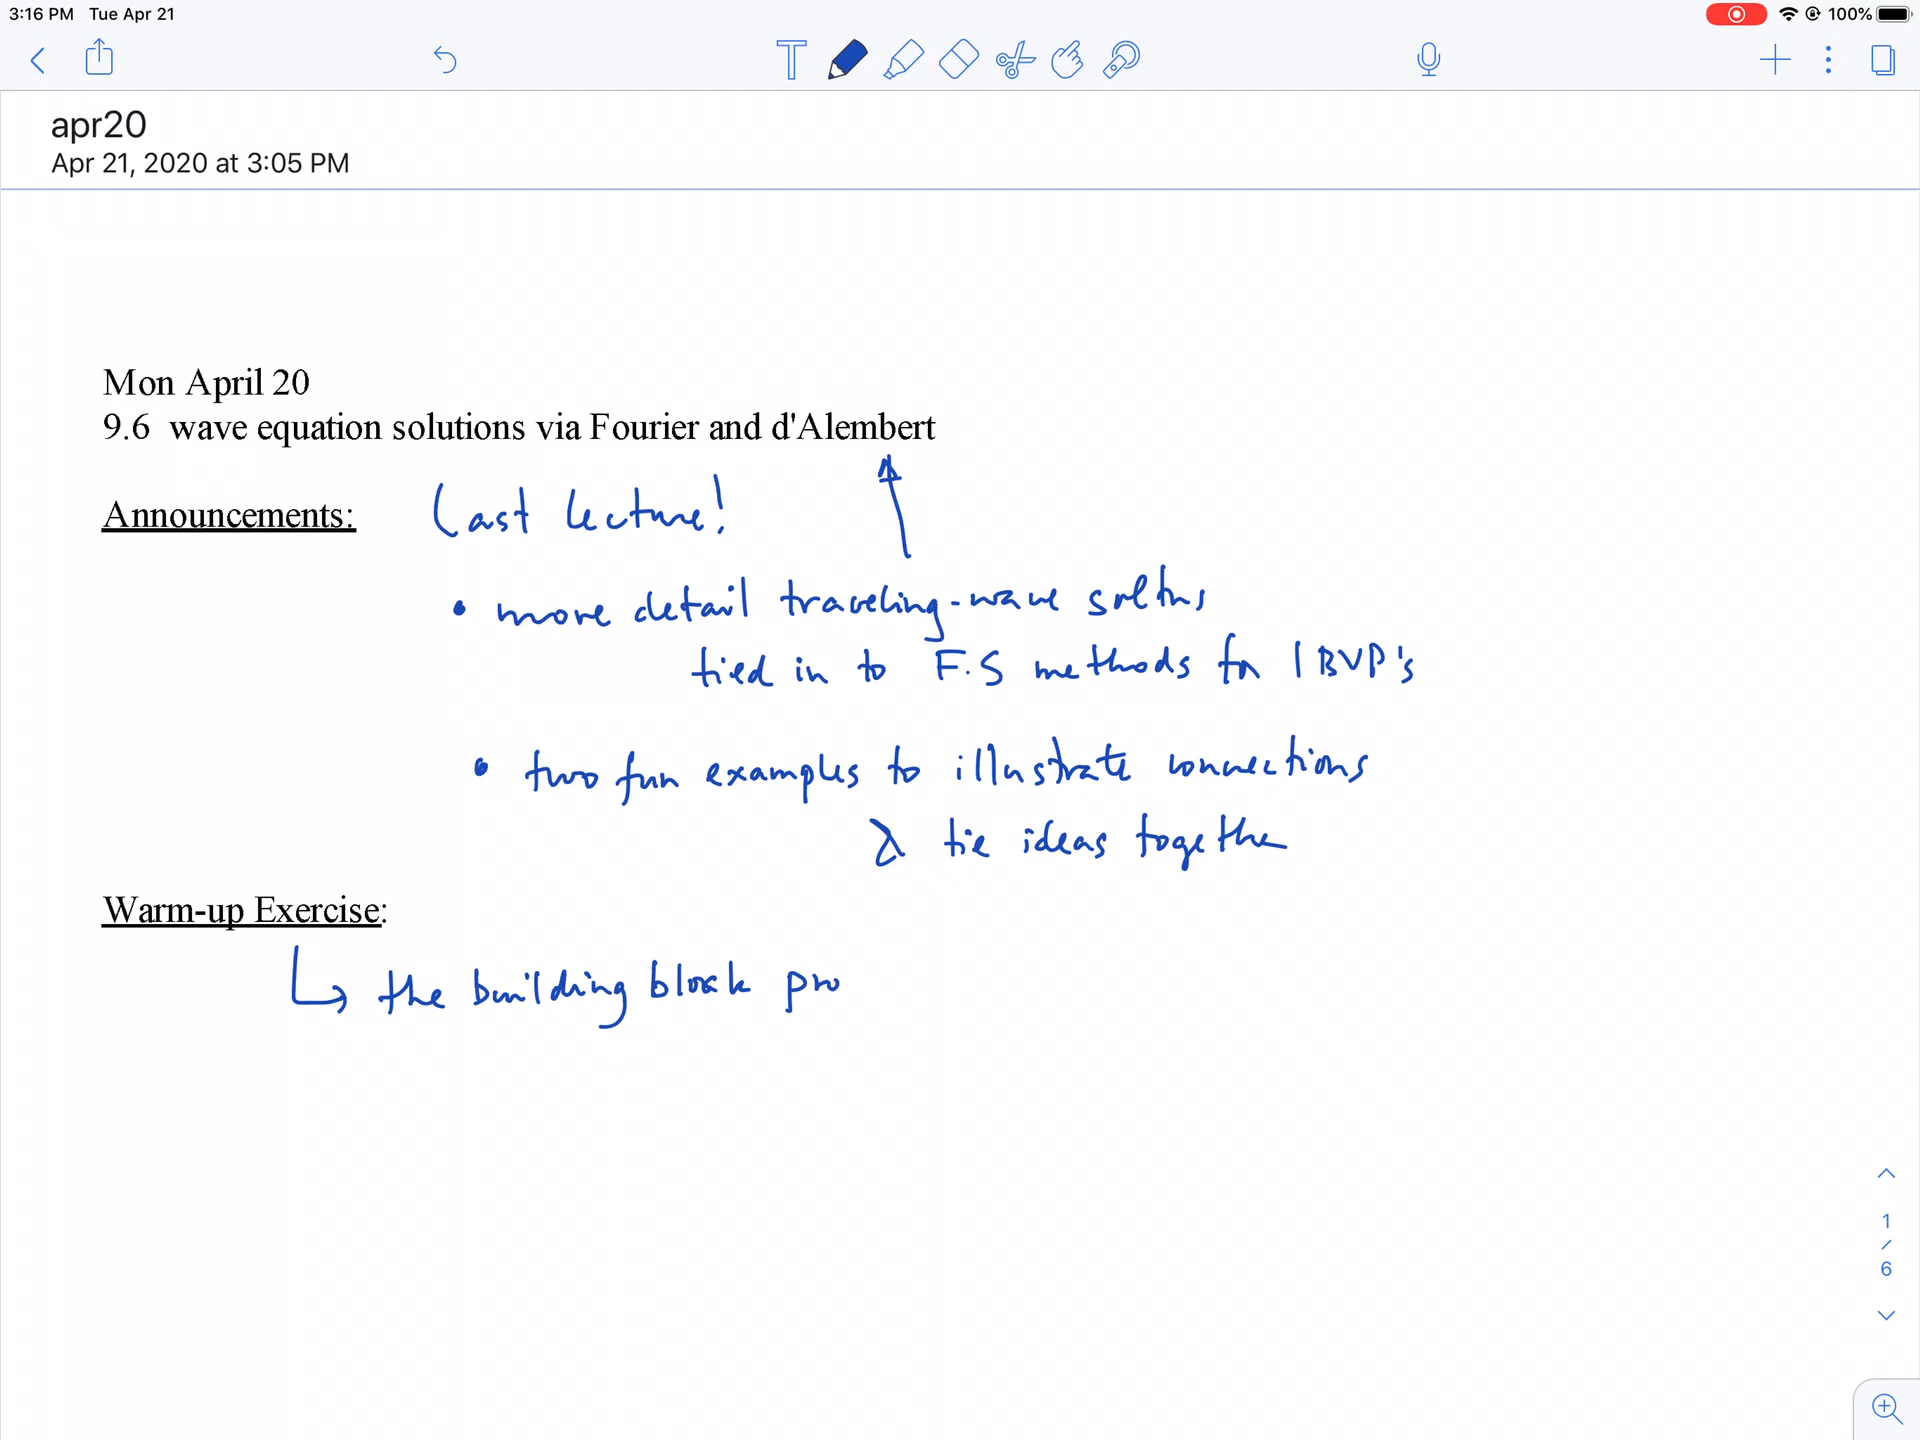 3:16 PM Tue Apr 21
100%
apr20
Apr 21, 2020 at 3:05 PM
Mon April 20
9.6 wave equation solutions via Fourier and d'Alembert
Announcements: Last lecture!
• more detail traveling-wave soltns
tied in to F.S methods for IBVP's
• two fun examples to illustrate connections
& tie ideas together
Warm-up Exercise:
↳ the building block pro
1
/
6